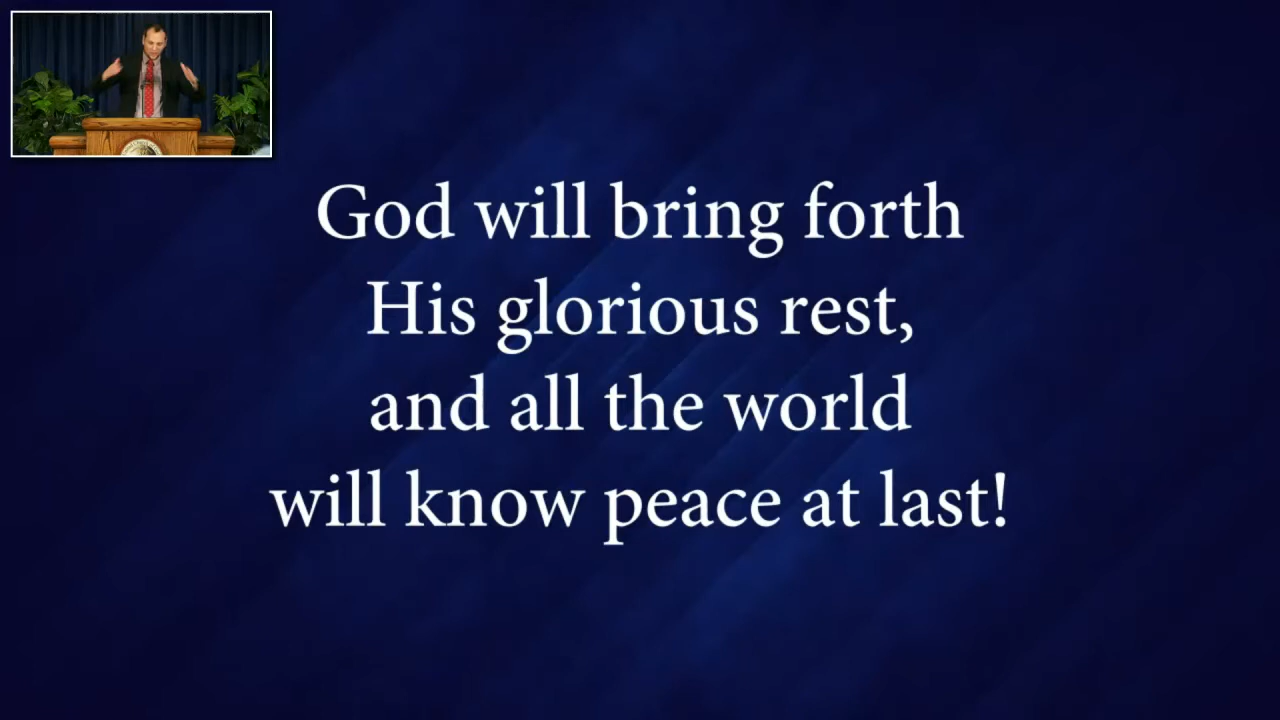 God will bring forth
His glorious rest,
and all the world
will know peace at last!